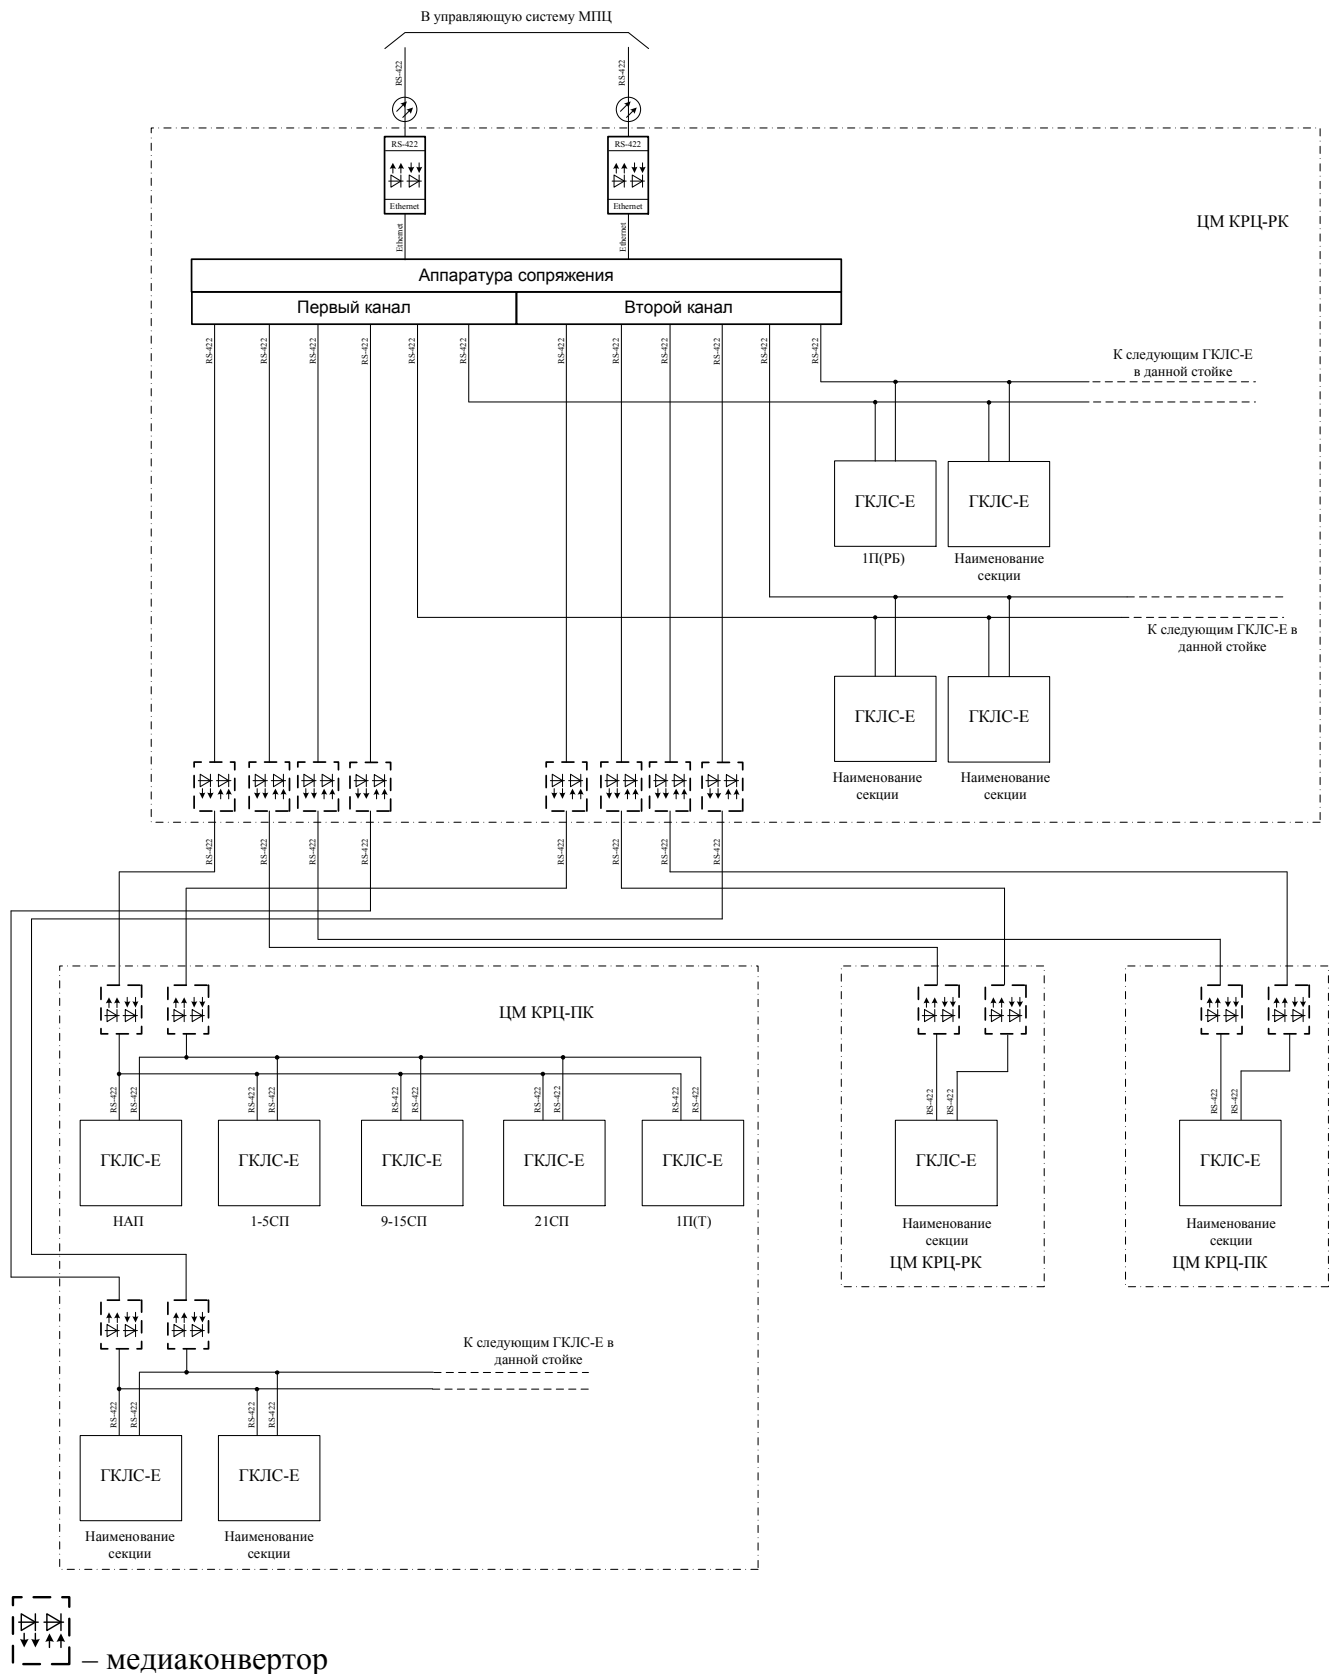 В управляющую систему МПЦ
RS-422
RS-422
RS-422
RS-422
Ethernet
Ethernet
Ethernet
Ethernet
ЦМ КРЦ-РК
Аппаратура сопряжения
Первый канал
Второй канал
RS-422
RS-422
RS-422
RS-422
RS-422
RS-422
RS-422
RS-422
RS-422
RS-422
RS-422
RS-422
К следующим ГКЛС-Е
в данной стойке
ГКЛС-Е
ГКЛС-Е
1П(РБ)
Наименование
секции
К следующим ГКЛС-Е в
данной стойке
ГКЛС-Е
ГКЛС-Е
Наименование
секции
Наименование
секции
RS-422
RS-422
RS-422
RS-422
RS-422
RS-422
RS-422
RS-422
ЦМ КРЦ-ПК
RS-422
RS-422
RS-422
RS-422
RS-422
RS-422
RS-422
RS-422
RS-422
RS-422
RS-422
RS-422
RS-422
RS-422
ГКЛС-Е
ГКЛС-Е
ГКЛС-Е
ГКЛС-Е
ГКЛС-Е
ГКЛС-Е
ГКЛС-Е
НАП
1-5СП
9-15СП
21СП
1П(Т)
Наименование
секции
Наименование
секции
ЦМ КРЦ-РК
ЦМ КРЦ-ПК
К следующим ГКЛС-Е в
данной стойке
RS-422
RS-422
RS-422
RS-422
ГКЛС-Е
ГКЛС-Е
Наименование
секции
Наименование
секции
– медиаконвертор